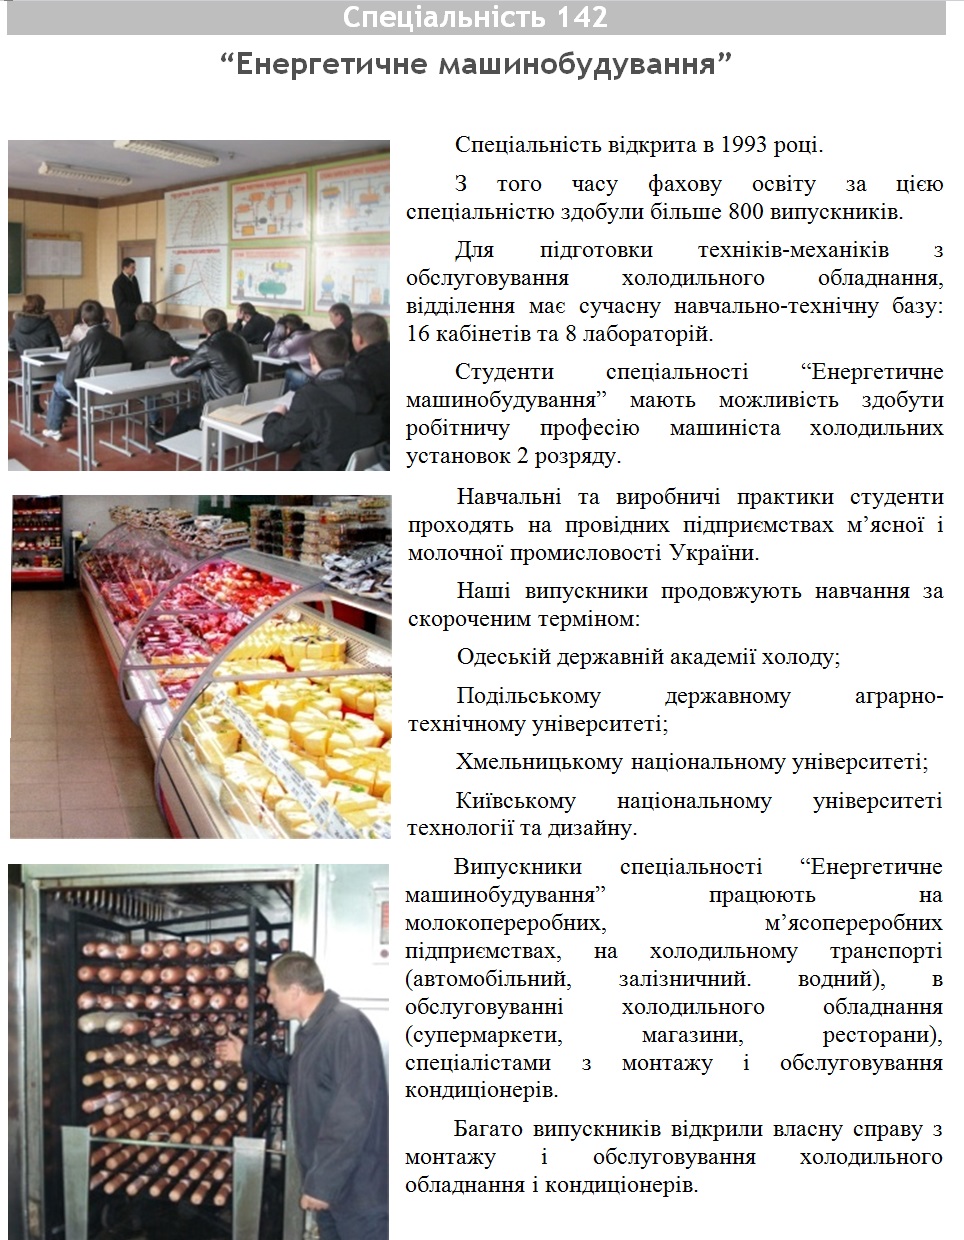 Спеціальність 142
“Енергетичне машинобудування”
Спеціальність відкрита в 1993 році.
З того часу фахову освіту за цією
спеціальністю здобули більше 800 випускників.
Для підготовки техніків-механіків з
обслуговування холодильного обладнання,
відділення має сучасну навчально-технічну базу:
16 кабінетів та 8 лабораторій.
Студенти спеціальності “Енергетичне
машинобудування” мають можливість здобути
робітничу професію машиніста холодильних
установок 2 розряду.
Навчальні та виробничі практики студенти
проходять на провідних підприємствах м’ясної і
молочної промисловості України.
Наші випускники продовжують навчання за
скороченим терміном:
Одеській державній академії холоду;
Подільському державному аграрно-
технічному університеті;
Хмельницькому національному університеті;
Київському національному університеті
технології та дизайну.
Випускники спеціальності “Енергетичне
машинобудування” працюють на
молокопереробних, м’ясопереробних
підприємствах, на холодильному транспорті
(автомобільний, залізничний. водний), в
обслуговуванні холодильного обладнання
(супермаркети, магазини, ресторани),
спеціалістами з монтажу і обслуговування
кондиціонерів.
Багато випускників відкрили власну справу з
монтажу і обслуговування холодильного
обладнання і кондиціонерів.